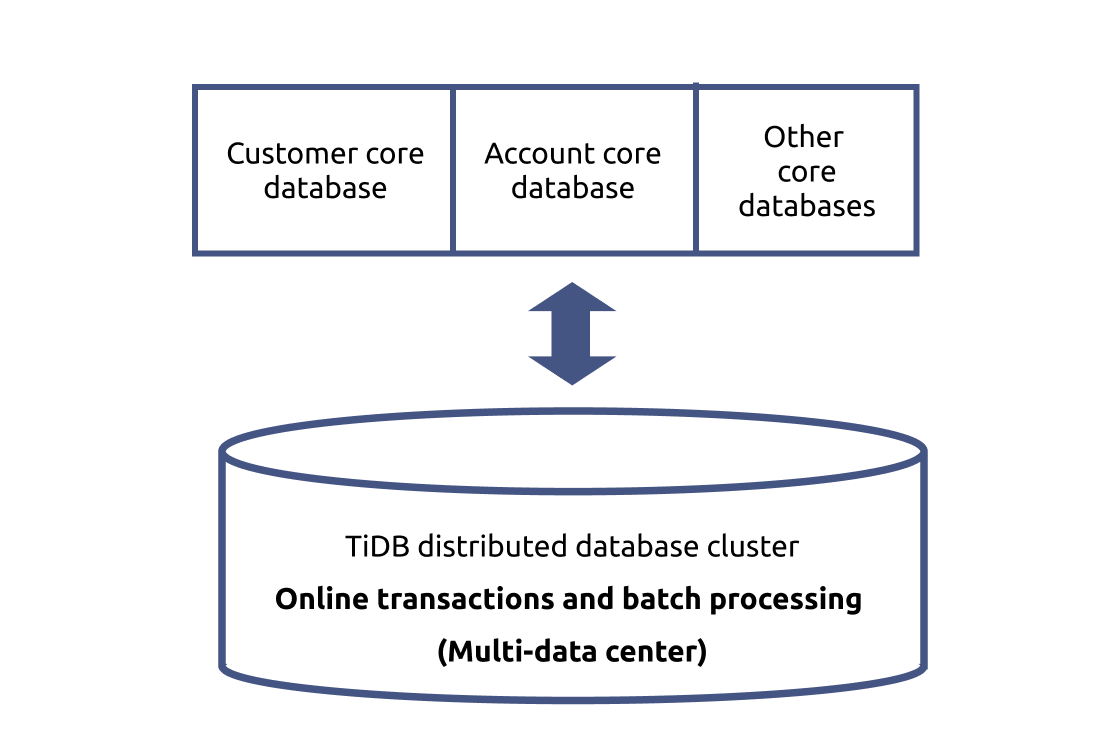 Customer core
database
Account core
database
Other
core
databases
TiDB distributed database cluster
Online transactions and batch processing
(Multi-data center)